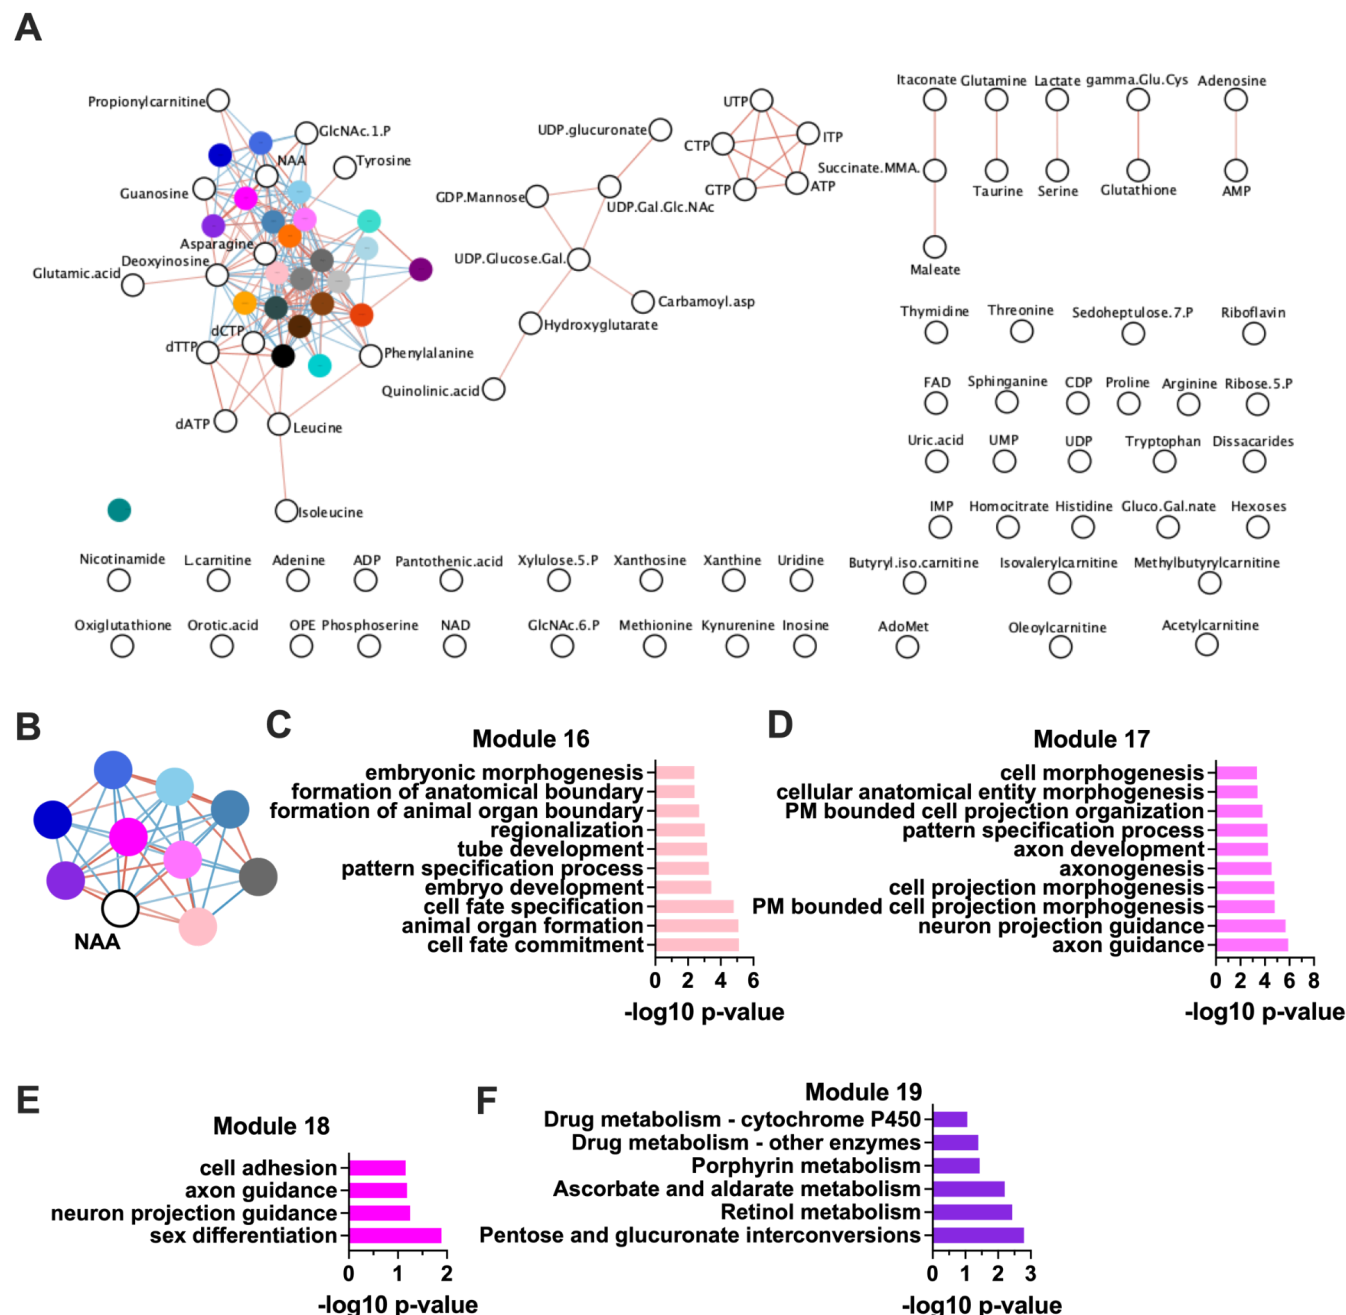 A
Itaconate Glutamine Lactate gamma.Glu.Cys Adenosine
Propionylcarnitine UTP
GlcNAc.1.P UDP.glucuronate ITP
CTP
NAA Tyrosine Succinate.MMA.
GTP ATP
Guanosine Taurine Serine Glutathione AMP
GDP.Mannose
UDP.Gal.Glc.NAc
Asparagine
Deoxyinosine UDP.Glucose.Gal.
Glutamic.acid Maleate
Carbamoyl.asp
Thymidine Threonine Sedoheptulose.7.P Riboflavin
dCTP Hydroxyglutarate
dTTP Phenylalanine
FAD Sphinganine CDP Proline Arginine Ribose.5.P
Quinolinic.acid
dATP Leucine
Uric.acid UMP UDP Tryptophan Dissacarides
Isoleucine
IMP Homocitrate Histidine Gluco.Gal.nate Hexoses
Nicotinamide L.carnitine Adenine ADP Pantothenic.acid Xylulose.5.P Xanthosine Xanthine Uridine Butyryl.iso.carnitine Isovalerylcarnitine Methylbutyrylcarnitine
Oxiglutathione Orotic.acid OPE Phosphoserine NAD GlcNAc.6.P Methionine Kynurenine Inosine AdoMet Oleoylcarnitine Acetylcarnitine
B
NAA
C
Module 16
embryonic morphogenesis
formation of anatomical boundary
formation of animal organ boundary
regionalization
tube development
pattern specification process
embryo development
cell fate specification
animal organ formation
cell fate commitment
0 2 4 6
-log10 p-value
D
Module 17
cell morphogenesis
cellular anatomical entity morphogenesis
PM bounded cell projection organization
pattern specification process
axon development
axonogenesis
cell projection morphogenesis
PM bounded cell projection morphogenesis
neuron projection guidance
axon guidance
0 2 4 6 8
-log10 p-value
E
Module 18
cell adhesion
axon guidance
neuron projection guidance
sex differentiation
0 1 2
-log10 p-value
F
Module 19
Drug metabolism - cytochrome P450
Drug metabolism - other enzymes
Porphyrin metabolism
Ascorbate and aldarate metabolism
Retinol metabolism
Pentose and glucuronate interconversions
0 1 2 3
-log10 p-value